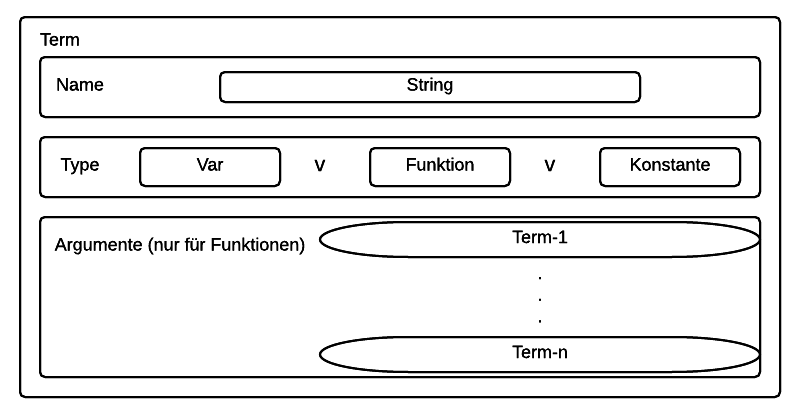 Term
Name String
Type Var v Funktion v Konstante
Argumente (nur für Funktionen) Term-1
.
.
.
Term-n